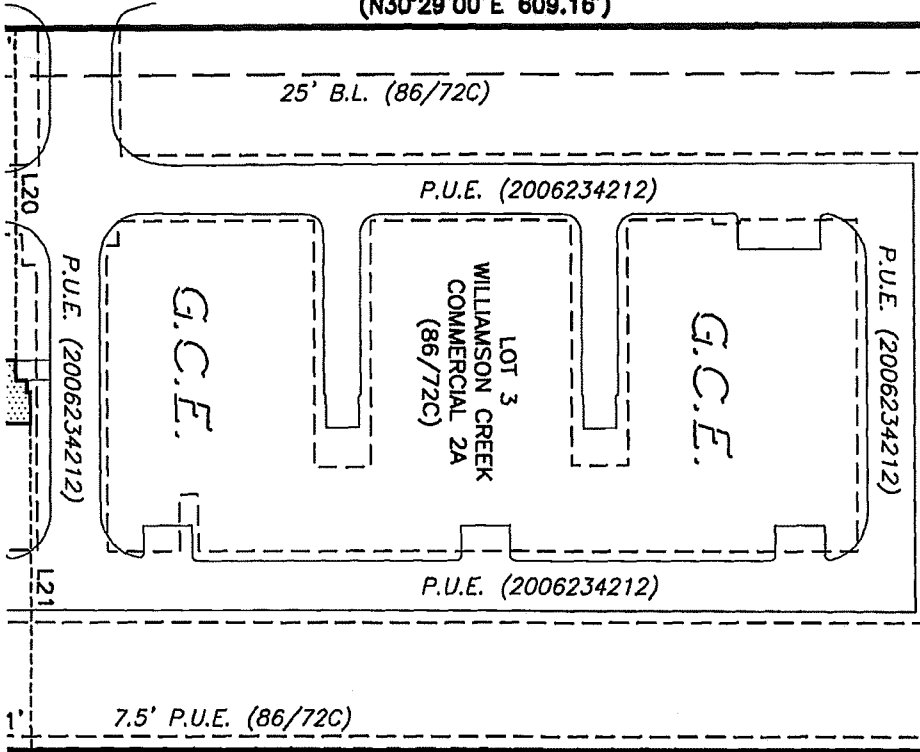 (N30°29'00"E 609.16')
25' B.L. (86/72C)
P.U.E. (2006234212)
L20
P.U.E. (2006234212)
G.C.E.
LOT 3
WILLIAMSON CREEK
COMMERCIAL 2A
(86/72C)
G.C.E.
P.U.E. (2006234212)
P.U.E. (2006234212)
L21
7.5' P.U.E. (86/72C)
1'